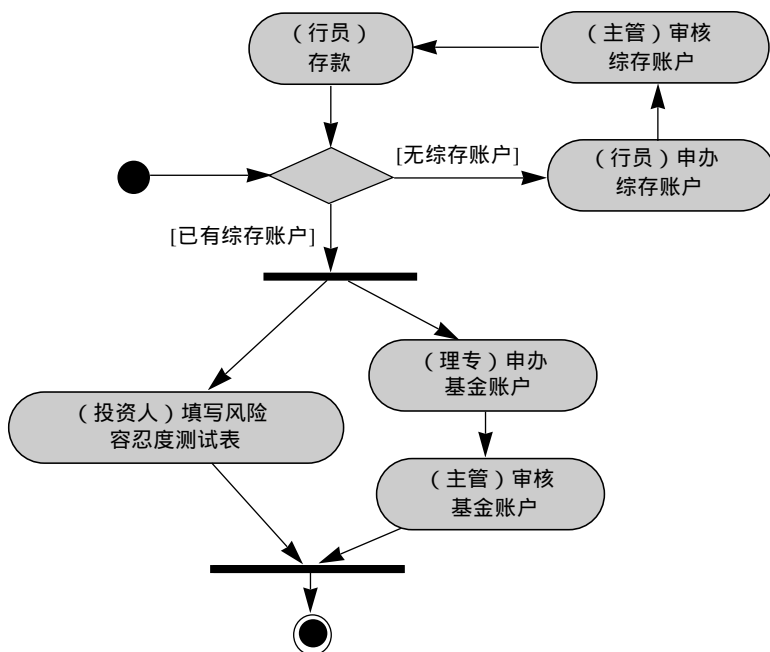 （行员）
存款
（主管）审核
综存账户
[无综存账户]
（行员）申办
综存账户
[已有综存账户]
（理专）申办
基金账户
（投资人）填写风险
容忍度测试表
（主管）审核
基金账户